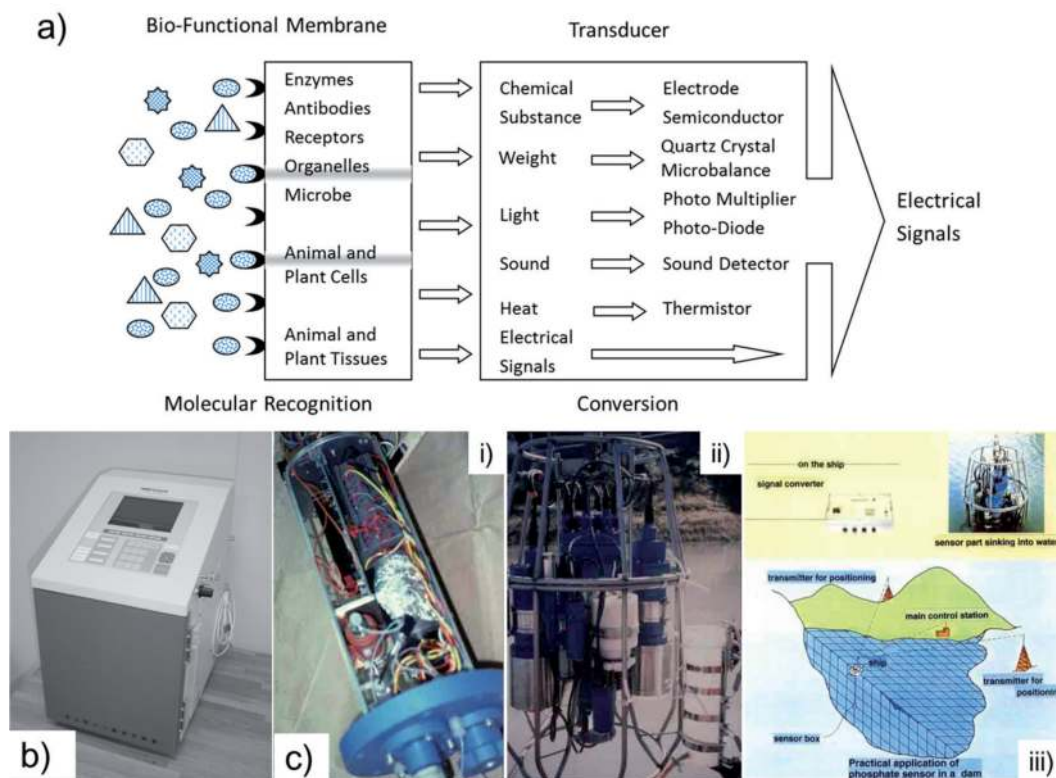 a)
Bio-Functional Membrane
Transducer
Enzymes
Antibodies
Receptors
Organelles
Microbe
Animal and
Plant Cells
Animal and
Plant Tissues
Chemical
Substance
Electrode
Semiconductor
Weight
Quartz Crystal
Microbalance
Light
Photo Multiplier
Photo-Diode
Sound
Sound Detector
Heat
Thermistor
Electrical
Signals
Electrical
Signals
Molecular Recognition
Conversion
b)
c)
i)
ii)
on the ship
signal converter
sensor part sinking into water
transmitter for positioning
main control station
ship
transmitter for
positioning
sensor box
Practical application of
phosphate sensor in a dam
iii)